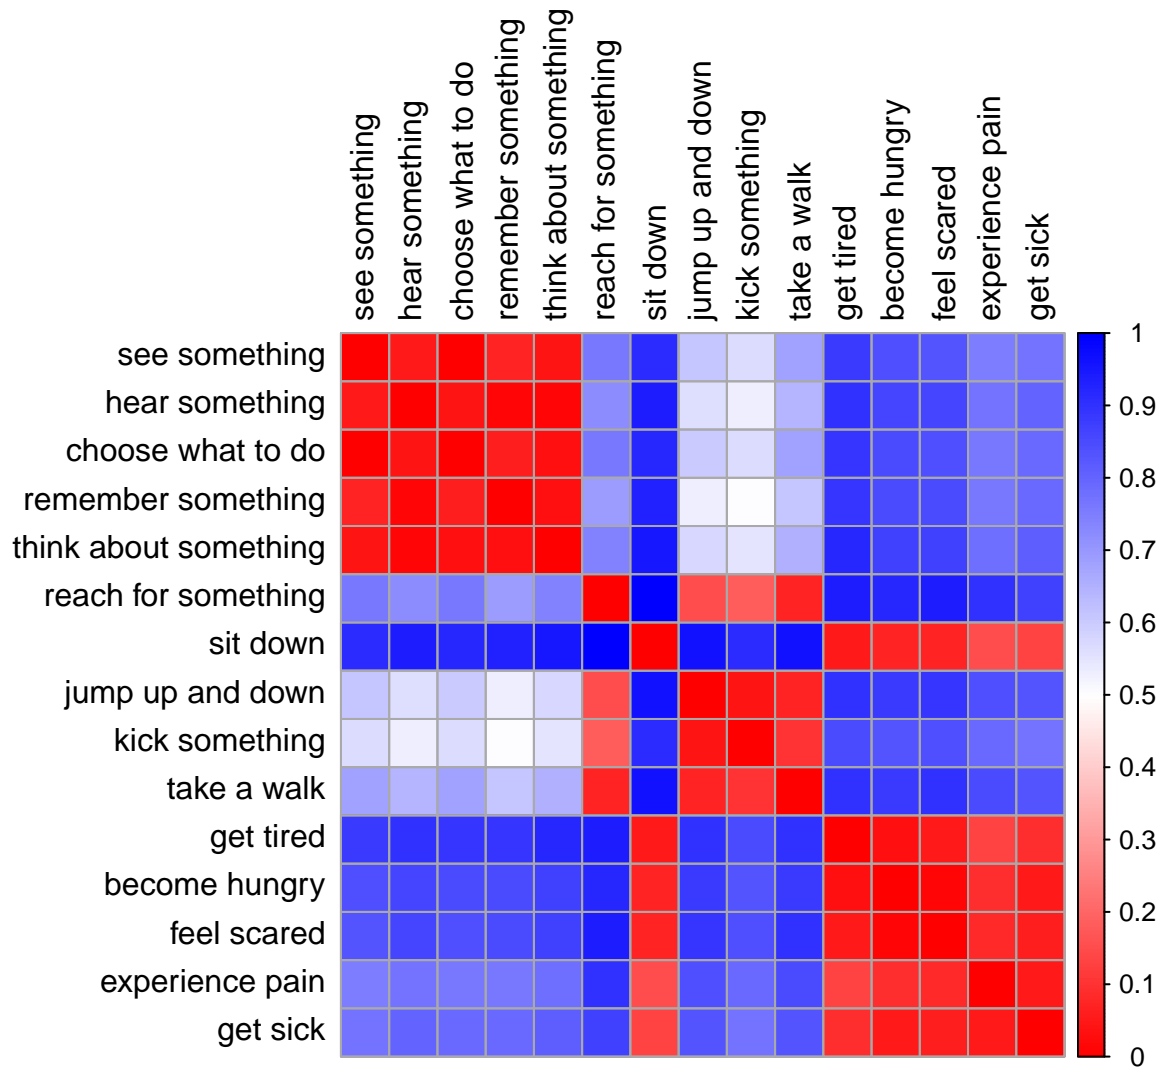 see something
hear something
choose what to do
remember something
think about something
reach for something
sit down
jump up and down
kick something
take a walk
get tired
become hungry
feel scared
experience pain
get sick
see something
hear something
choose what to do
remember something
think about something
reach for something
sit down
jump up and down
kick something
take a walk
get tired
become hungry
feel scared
experience pain
get sick
1
0.9
0.8
0.7
0.6
0.5
0.4
0.3
0.2
0.1
0